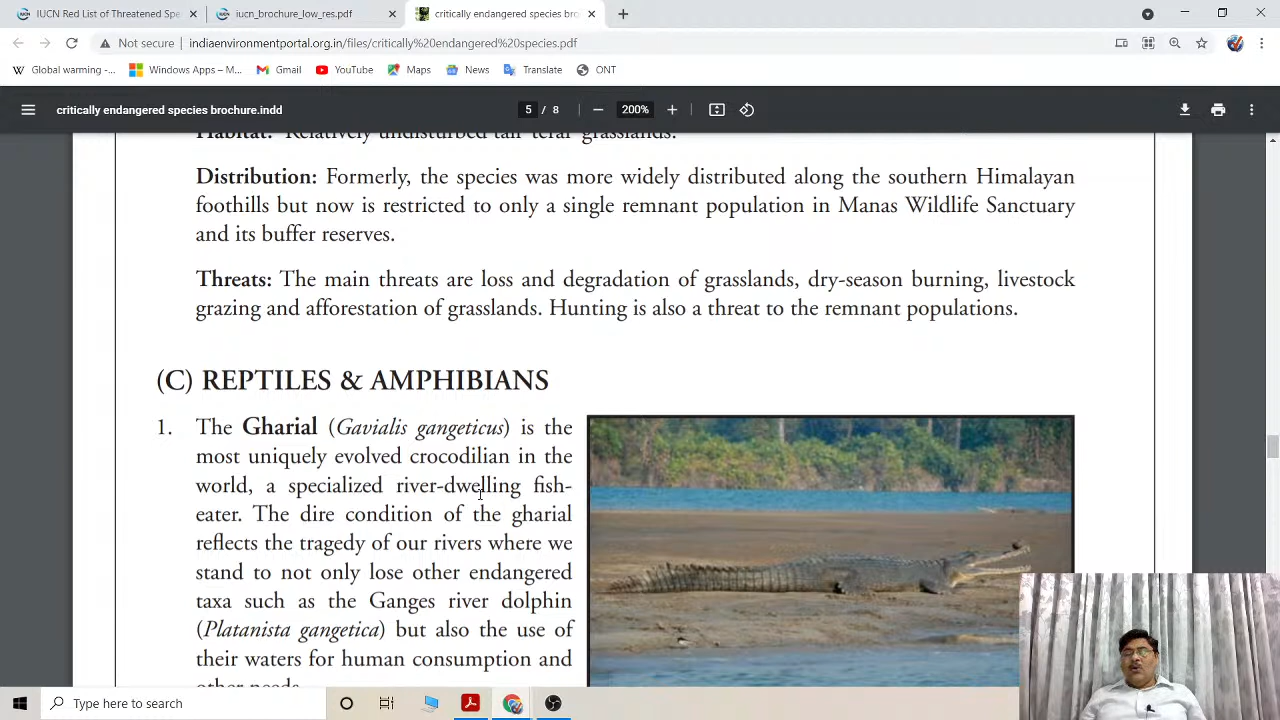 IUCN Red List of Threatened Spe
iucn_brochure_low_res.pdf
critically endangered species bro
Not secure
indiaenvironmentportal.org.in/files/critically%20endangered%20species.pdf
Global warming -...
Windows Apps – M...
Gmail
YouTube
Maps
News
Translate
ONT
critically endangered species brochure.indd
5 / 8
200%
Habitat: Relatively undisturbed tall 'terai' grasslands.
Distribution: Formerly, the species was more widely distributed along the southern Himalayan
foothills but now is restricted to only a single remnant population in Manas Wildlife Sanctuary
and its buffer reserves.
Threats: The main threats are loss and degradation of grasslands, dry-season burning, livestock
grazing and afforestation of grasslands. Hunting is also a threat to the remnant populations.
(C) REPTILES & AMPHIBIANS
1. The Gharial (Gavialis gangeticus) is the
most uniquely evolved crocodilian in the
world, a specialized river-dwelling fish-
eater. The dire condition of the gharial
reflects the tragedy of our rivers where we
stand to not only lose other endangered
taxa such as the Ganges river dolphin
(Platanista gangetica) but also the use of
their waters for human consumption and
other needs.
Type here to search